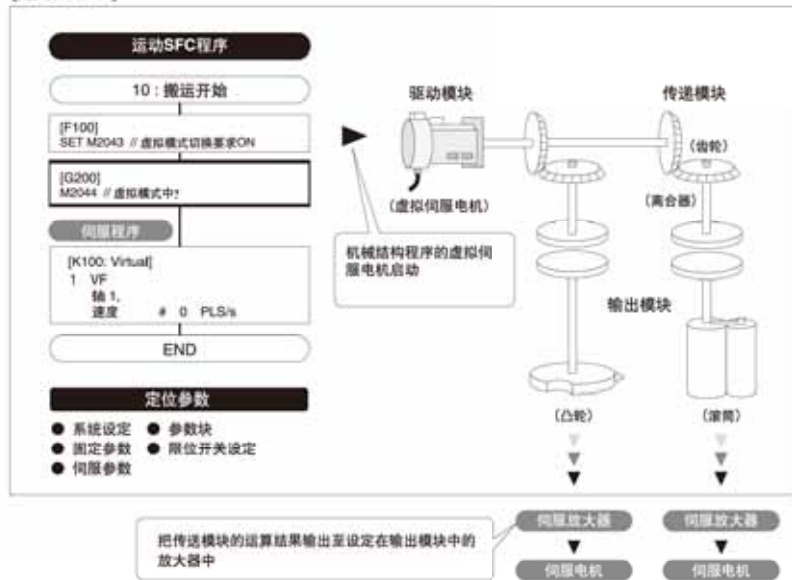 运动SFC程序
10 : 搬运开始
[F100]
SET M2043 // 虚拟模式切换要求ON
[G200]
M2044 // 虚拟模式中?
伺服程序
[K100: Virtual]
1 VF
轴 1,
速度 # 0 PLS/s
END
定位参数
● 系统设定 ● 参数块
● 固定参数 ● 限位开关设定
● 伺服参数
驱动模块
传递模块
(齿轮)
(虚拟伺服电机)
(离合器)
机械结构程序的虚拟伺
服电机启动
输出模块
(凸轮)
(滚筒)
把传送模块的运算结果输出至设定在输出模块中的
放大器中
伺服放大器
伺服放大器
伺服电机
伺服电机